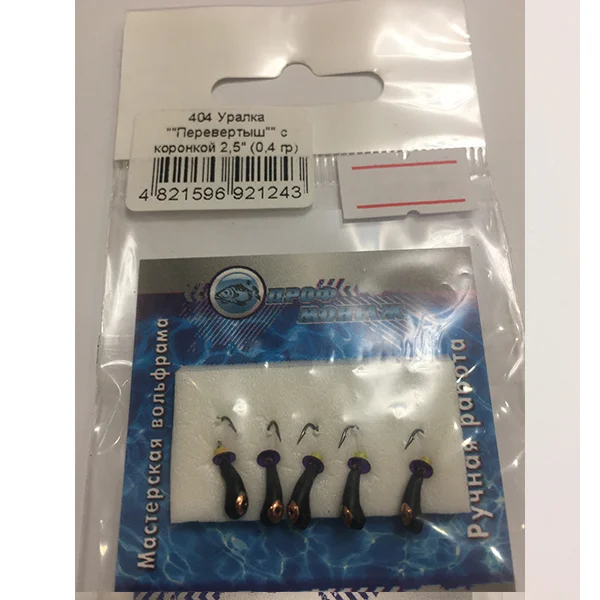 404 Уралка
""Перевертыш"" с
коронкой 2,5" (0,4 гр)
4 821596 921243
ПРОФ
МОНТАЖ
Мастерская вольфрама
Ручная работа